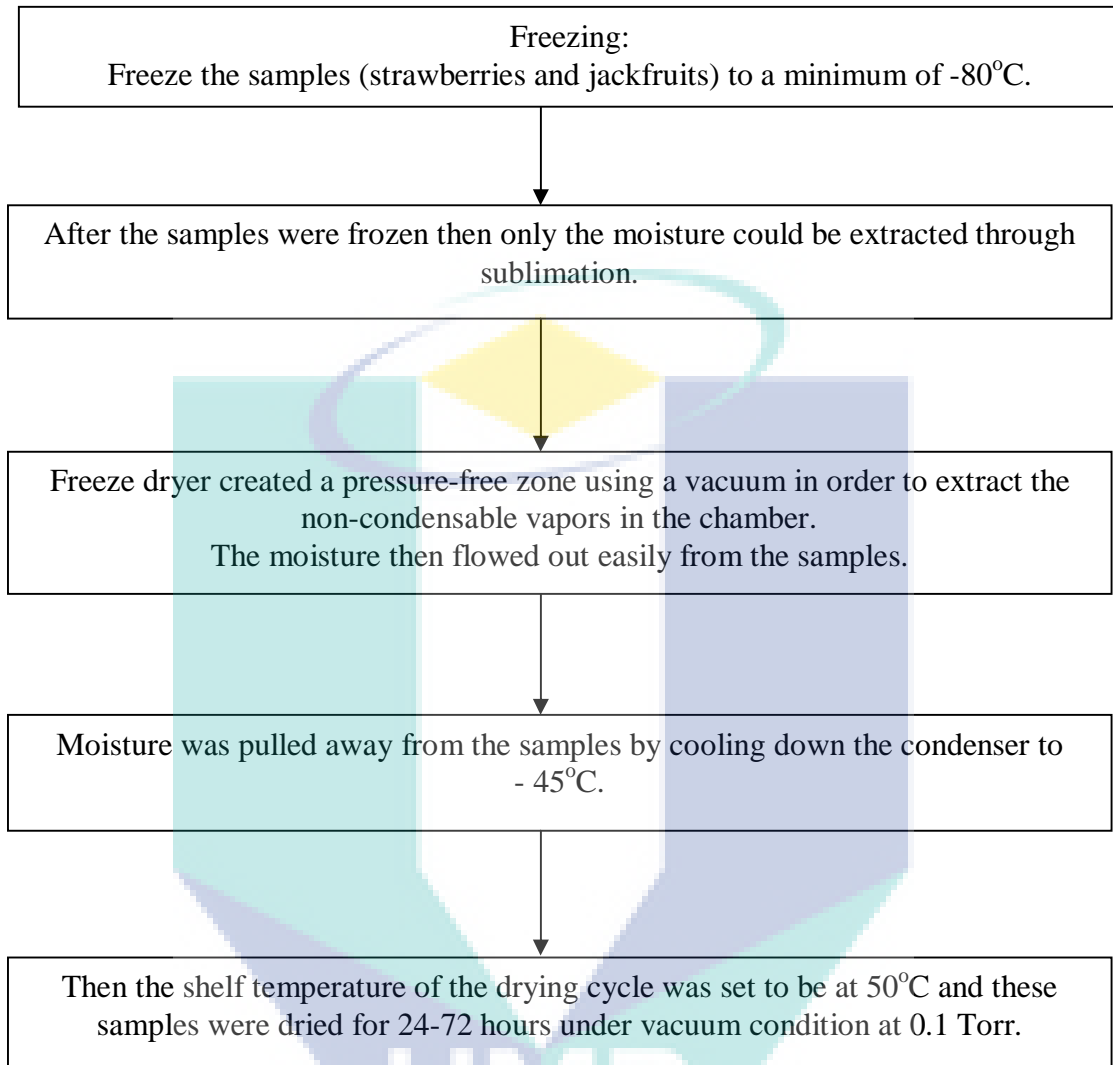 Freezing:
Freeze the samples (strawberries and jackfruits) to a minimum of -80°C.
After the samples were frozen then only the moisture could be extracted through
sublimation.
Freeze dryer created a pressure-free zone using a vacuum in order to extract the
non-condensable vapors in the chamber.
The moisture then flowed out easily from the samples.
Moisture was pulled away from the samples by cooling down the condenser to
- 45°C.
Then the shelf temperature of the drying cycle was set to be at 50°C and these
samples were dried for 24-72 hours under vacuum condition at 0.1 Torr.